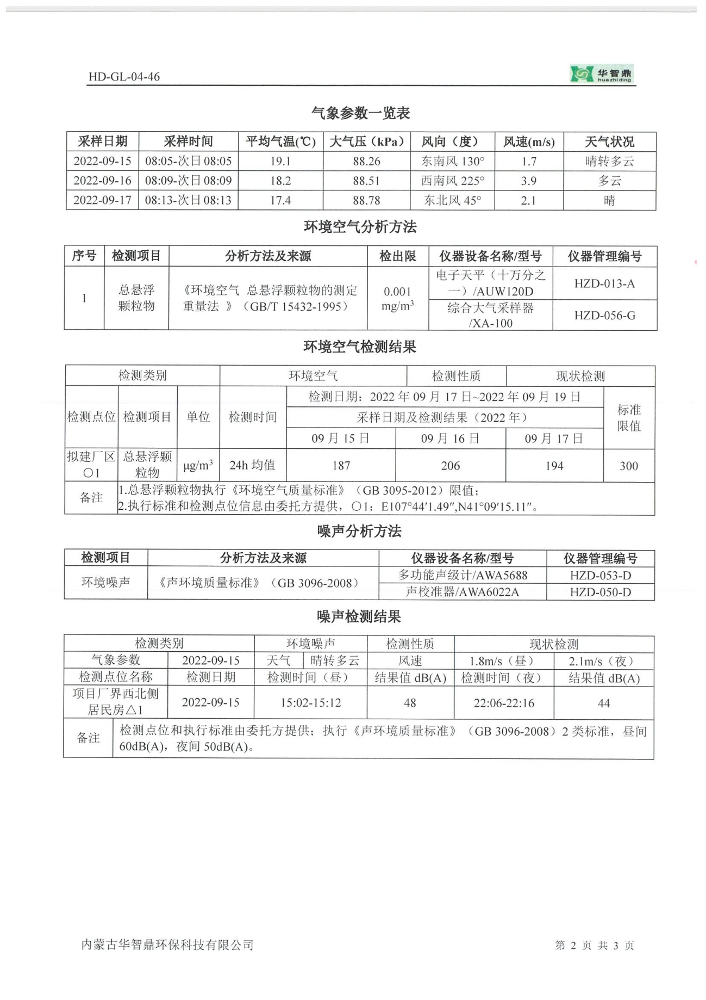 HD-GL-04-46
华智鼎
huazhiding
气象参数一览表
采样日期 采样时间 平均气温(℃) 大气压（kPa） 风向（度） 风速(m/s) 天气状况
2022-09-15 08:05-次日 08:05 19.1 88.26 东南风 130° 1.7 晴转多云
2022-09-16 08:09-次日 08:09 18.2 88.51 西南风 225° 3.9 多云
2022-09-17 08:13-次日 08:13 17.4 88.78 东北风 45° 2.1 晴
环境空气分析方法
序号 检测项目 分析方法及来源 检出限 仪器设备名称/型号 仪器管理编号
1 总悬浮
颗粒物
《环境空气 总悬浮颗粒物的测定
重量法 》（GB/T 15432-1995）
0.001
mg/m³
电子天平（十万分之
一）/AUW120D
HZD-013-A
综合大气采样器
/XA-100
HZD-056-G
环境空气检测结果
检测类别 环境空气 检测性质 现状检测
检测点位 检测项目 单位 检测时间
检测日期：2022 年 09 月 17 日~2022 年 09 月 19 日
采样日期及检测结果（2022 年）
09 月 15 日 09 月 16 日 09 月 17 日
标准
限值
拟建厂区
〇1
总悬浮颗
粒物
μg/m³ 24h 均值 187 206 194 300
备注
1.总悬浮颗粒物执行《环境空气质量标准》（GB 3095-2012）限值；
2.执行标准和检测点位信息由委托方提供，〇1：E107°44′1.49″,N41°09′15.11″。
噪声分析方法
检测项目 分析方法及来源 仪器设备名称/型号 仪器管理编号
环境噪声 《声环境质量标准》（GB 3096-2008）
多功能声级计/AWA5688 HZD-053-D
声校准器/AWA6022A HZD-050-D
噪声检测结果
检测类别 环境噪声 检测性质 现状检测
气象参数 2022-09-15 天气 晴转多云 风速 1.8m/s（昼） 2.1m/s（夜）
检测点位名称 检测日期 检测时间（昼） 结果值 dB(A) 检测时间（夜） 结果值 dB(A)
项目厂界西北侧
居民房△1
2022-09-15 15:02-15:12 48 22:06-22:16 44
备注
检测点位和执行标准由委托方提供；执行《声环境质量标准》（GB 3096-2008）2 类标准，昼间
60dB(A)，夜间 50dB(A)。
内蒙古华智鼎环保科技有限公司
第 2 页 共 3 页